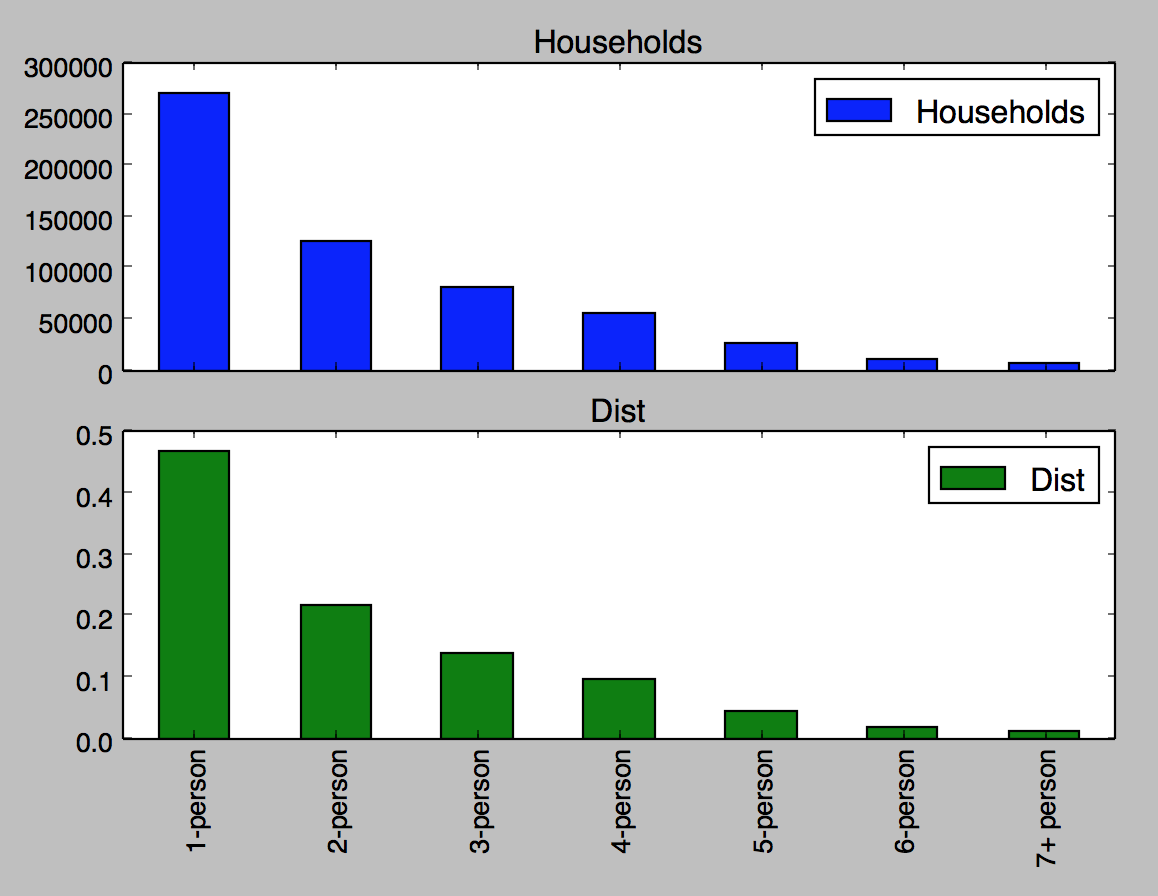 Households
300000
250000
200000
150000
100000
50000
0
Households
Dist
0.5
0.4
0.3
0.2
0.1
0.0
Dist
1-person
2-person
3-person
4-person
5-person
6-person
7+ person